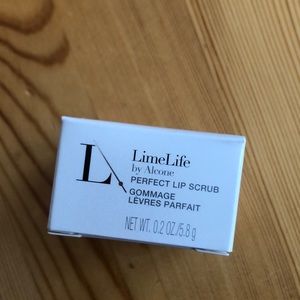 L
LimeLife
by Alcone
PERFECT LIP SCRUB
GOMMAGE
LÈVRES PARFAIT
NET WT. 0.2 OZ/5.8 g